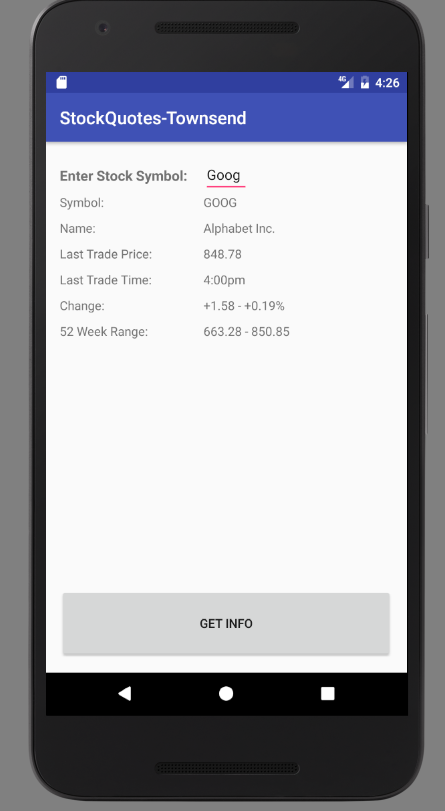 4G 4:26
StockQuotes-Townsend
Enter Stock Symbol: Goog
Symbol: GOOG
Name: Alphabet Inc.
Last Trade Price: 848.78
Last Trade Time: 4:00pm
Change: +1.58 - +0.19%
52 Week Range: 663.28 - 850.85
GET INFO